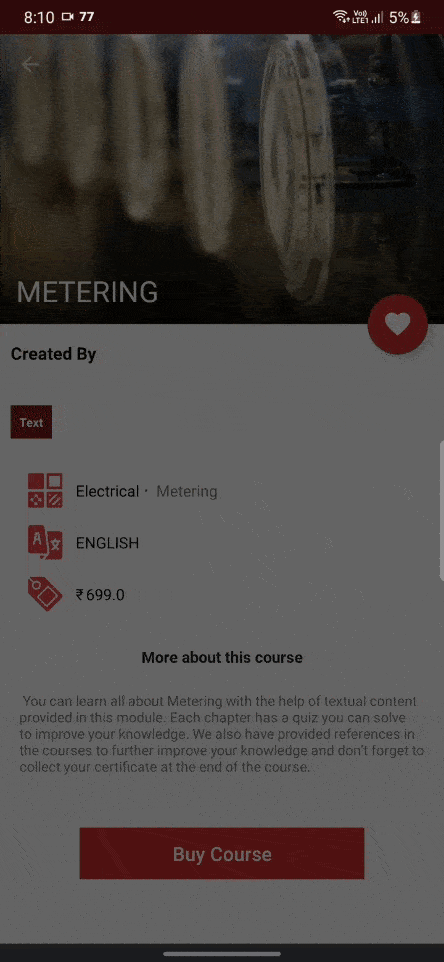 8:10 77 Vo)) LTE1 5%
METERING
Created By
Text
Electrical · Metering
ENGLISH
₹699.0
More about this course
You can learn all about Metering with the help of textual content
provided in this module. Each chapter has a quiz you can solve
to improve your knowledge. We also have provided references in
the courses to further improve your knowledge and don't forget to
collect your certificate at the end of the course.
Buy Course